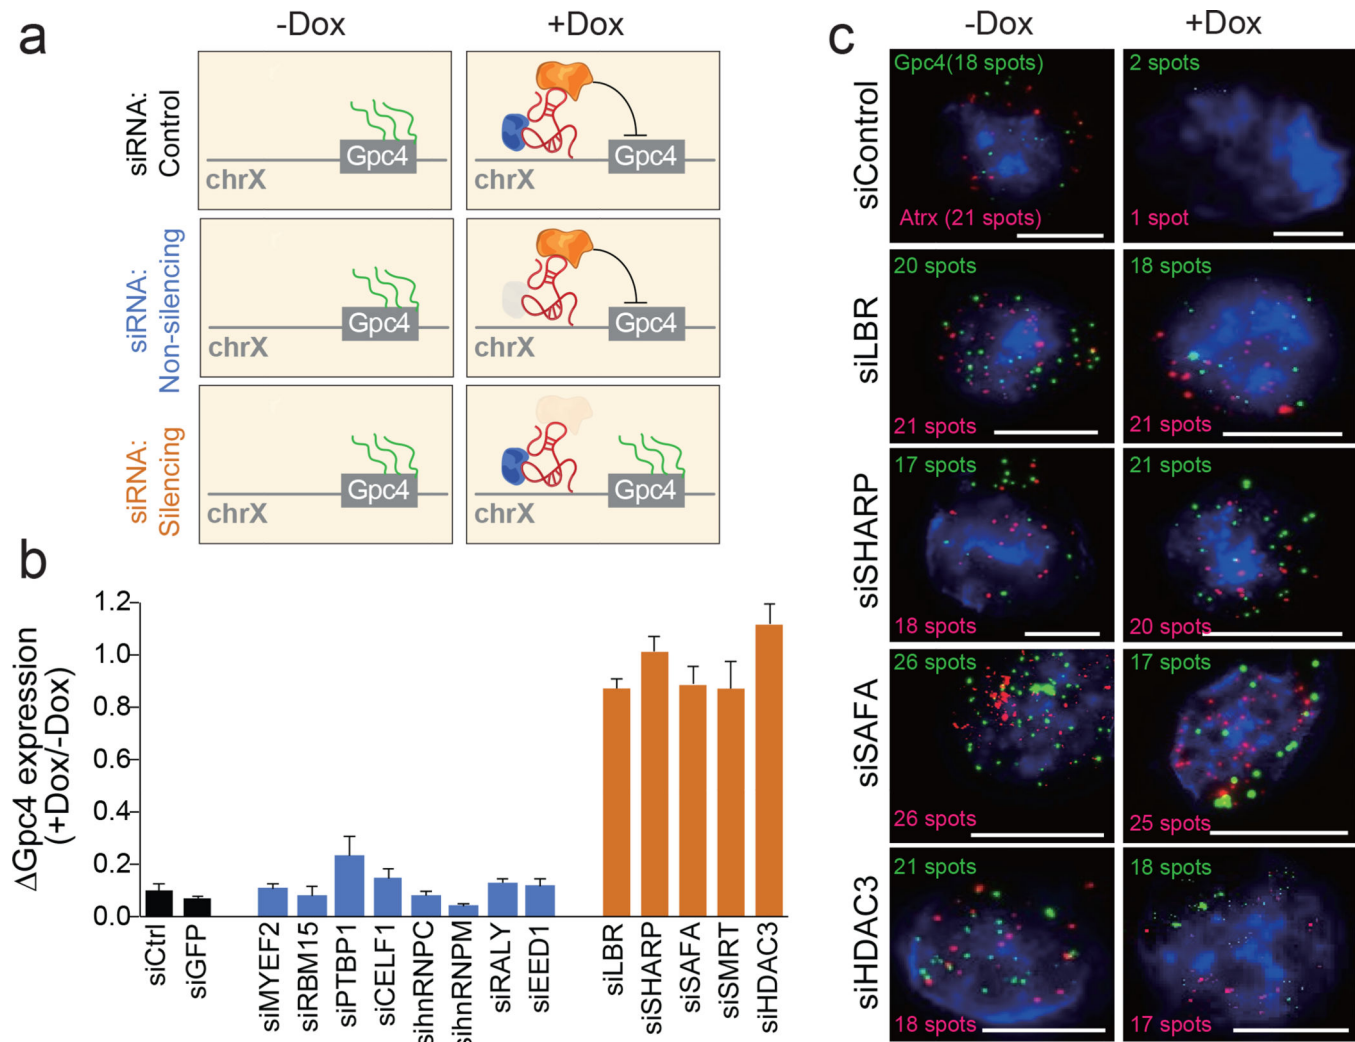 a
-Dox
+Dox
siRNA:
Control
Gpc4
chrX
Gpc4
chrX
siRNA:
Non-silencing
Gpc4
chrX
Gpc4
chrX
siRNA:
Silencing
Gpc4
chrX
Gpc4
chrX
b
ΔGpc4 expression
(+Dox/-Dox)
1.2
1.0
0.8
0.6
0.4
0.2
0.0
siCtrl
siGFP
siMYEF2
siRBM15
siPTBP1
siCELF1
sihnRNPC
sihnRNPM
siRALY
siEED1
siLBR
siSHARP
siSAFA
siSMRT
siHDAC3
c
-Dox
+Dox
siControl
Gpc4(18 spots)
Atrx (21 spots)
2 spots
1 spot
siLBR
20 spots
21 spots
18 spots
21 spots
siSHARP
17 spots
18 spots
21 spots
20 spots
siSAFA
26 spots
26 spots
17 spots
25 spots
siHDAC3
21 spots
18 spots
18 spots
17 spots